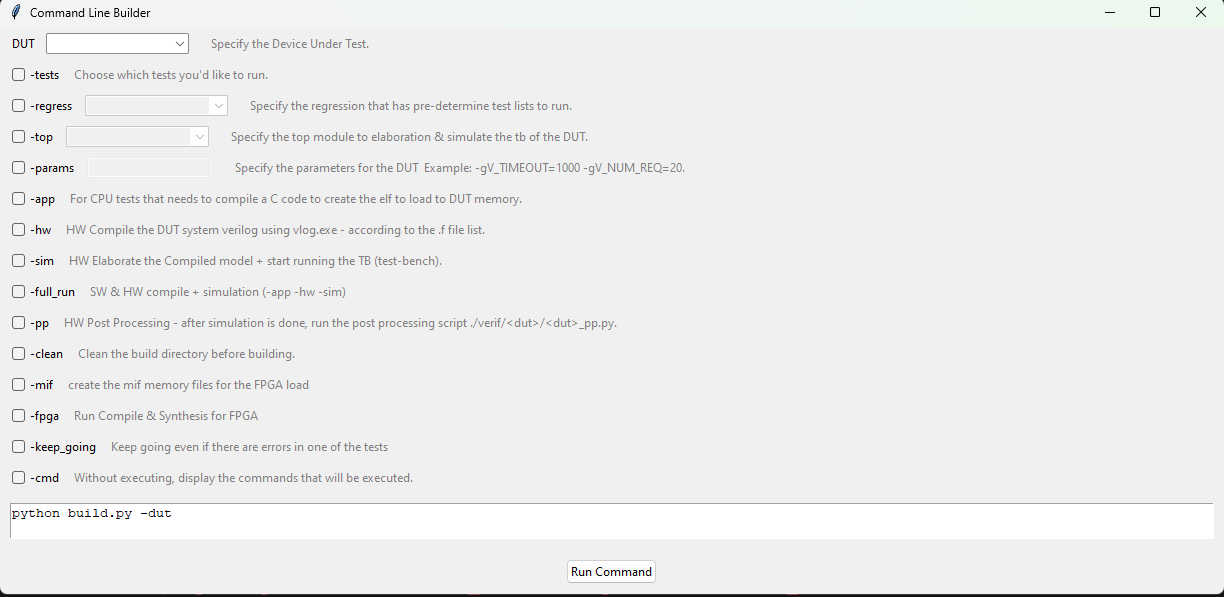 Command Line Builder
DUT Specify the Device Under Test.
-tests Choose which tests you'd like to run.
-regress Specify the regression that has pre-determine test lists to run.
-top Specify the top module to elaboration & simulate the tb of the DUT.
-params Specify the parameters for the DUT Example: -gV_TIMEOUT=1000 -gV_NUM_REQ=20.
-app For CPU tests that needs to compile a C code to create the elf to load to DUT memory.
-hw HW Compile the DUT system verilog using vlog.exe - according to the .f file list.
-sim HW Elaborate the Compiled model + start running the TB (test-bench).
-full_run SW & HW compile + simulation (-app -hw -sim)
-pp HW Post Processing - after simulation is done, run the post processing script ./verif/<dut>/<dut>_pp.py.
-clean Clean the build directory before building.
-mif create the mif memory files for the FPGA load
-fpga Run Compile & Synthesis for FPGA
-keep_going Keep going even if there are errors in one of the tests
-cmd Without executing, display the commands that will be executed.
python build.py -dut
Run Command